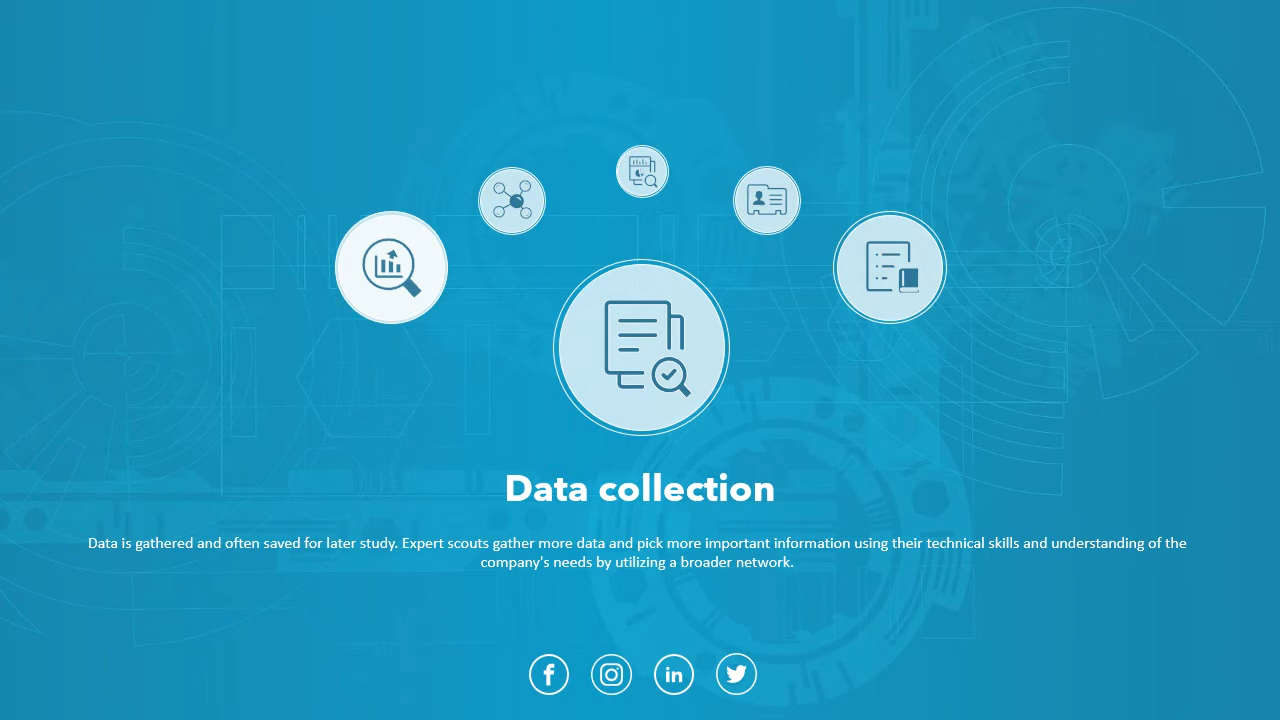 Data collection
Data is gathered and often saved for later study. Expert scouts gather more data and pick more important information using their technical skills and understanding of the
company's needs by utilizing a broader network.
f
in